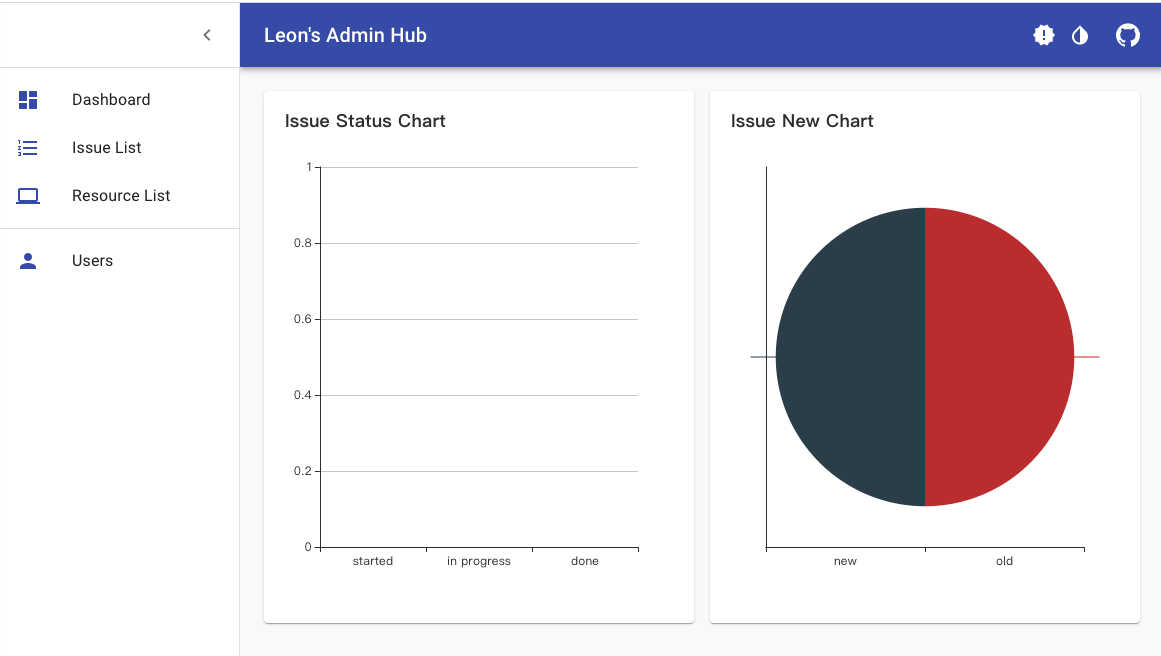 Leon's Admin Hub
Dashboard
Issue List
Resource List
Users
Issue Status Chart
1
0.8
0.6
0.4
0.2
0
started in progress done
Issue New Chart
new old